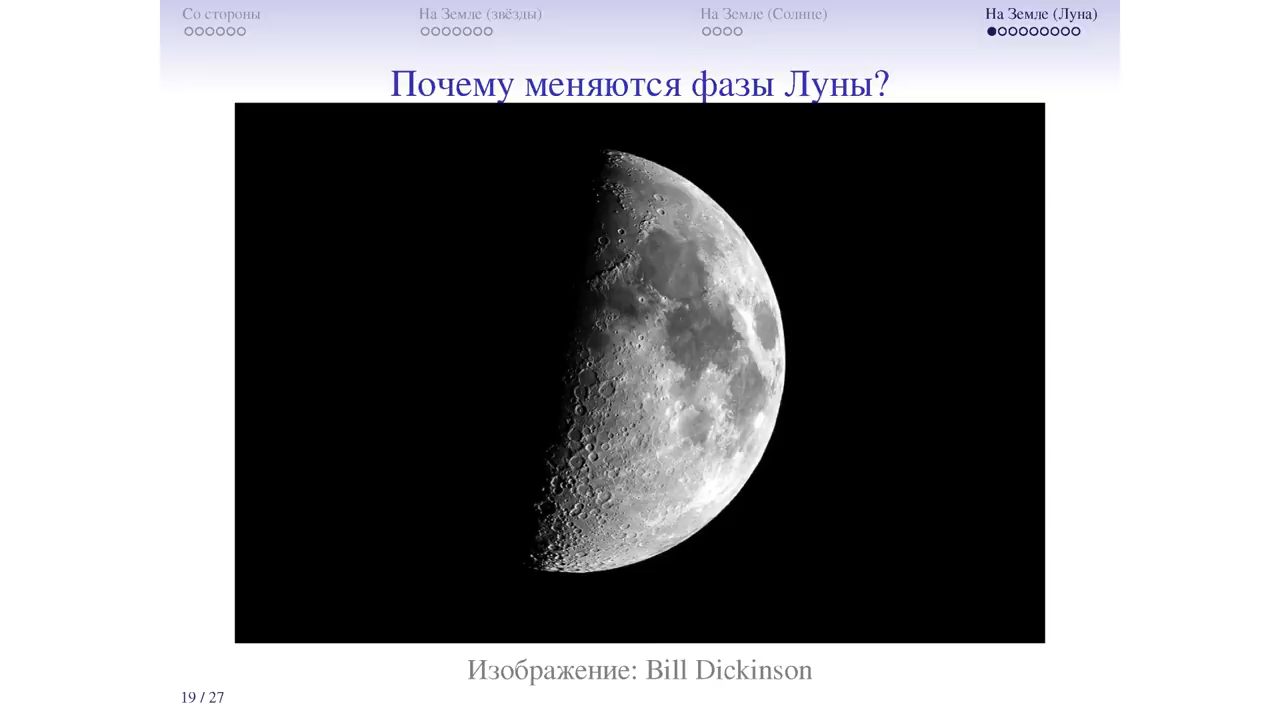 Со стороны На Земле (звёзды) На Земле (Солнце) На Земле (Луна)
Почему меняются фазы Луны?
Изображение: Bill Dickinson
19 / 27